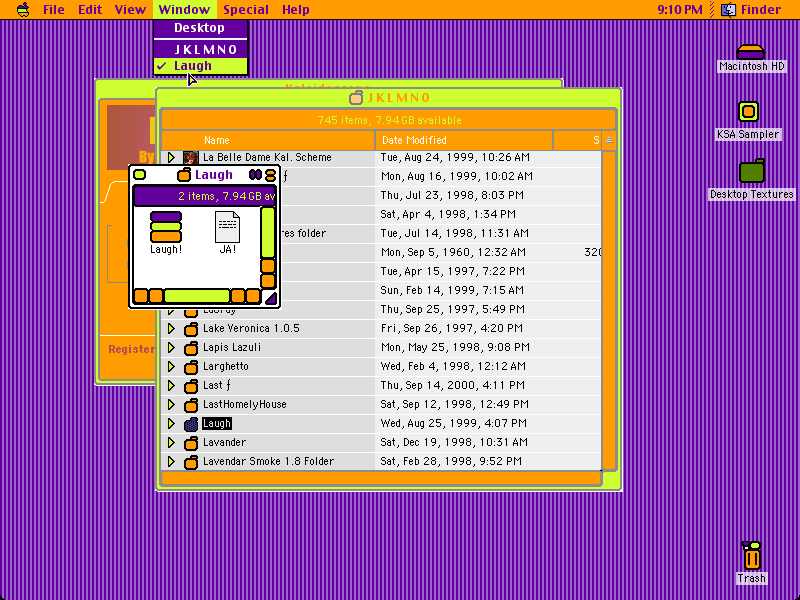 File Edit View Window Special Help 9:10 PM Finder
Desktop
JKLMNO
✓ Laugh
Macintosh HD
KSA Sampler
Desktop Textures
Trash
JKLMNO
745 items, 7.94 GB available
Name Date Modified S
La Belle Dame Kal. Scheme Tue, Aug 24, 1999, 10:26 AM
ƒ Mon, Aug 16, 1999, 10:02 AM
Thu, Jul 23, 1998, 8:03 PM
Sat, Apr 4, 1998, 1:34 PM
res folder Tue, Jul 14, 1998, 11:31 AM
Mon, Sep 5, 1960, 12:32 AM 320
Tue, Apr 15, 1997, 7:22 PM
Sun, Feb 14, 1999, 7:15 AM
Thu, Sep 25, 1997, 5:49 PM
Lake Veronica 1.0.5 Fri, Sep 26, 1997, 4:20 PM
Lapis Lazuli Mon, May 25, 1998, 9:08 PM
Larghetto Wed, Feb 4, 1998, 12:12 AM
Last ƒ Thu, Sep 14, 2000, 4:11 PM
LastHomelyHouse Sat, Sep 12, 1998, 12:49 PM
Laugh Wed, Aug 25, 1999, 4:07 PM
Lavander Sat, Dec 19, 1998, 10:31 AM
Lavendar Smoke 1.8 Folder Sat, Feb 28, 1998, 9:52 PM
Laugh
2 items, 7.94 GB av
Laugh!
JA!
By
Register